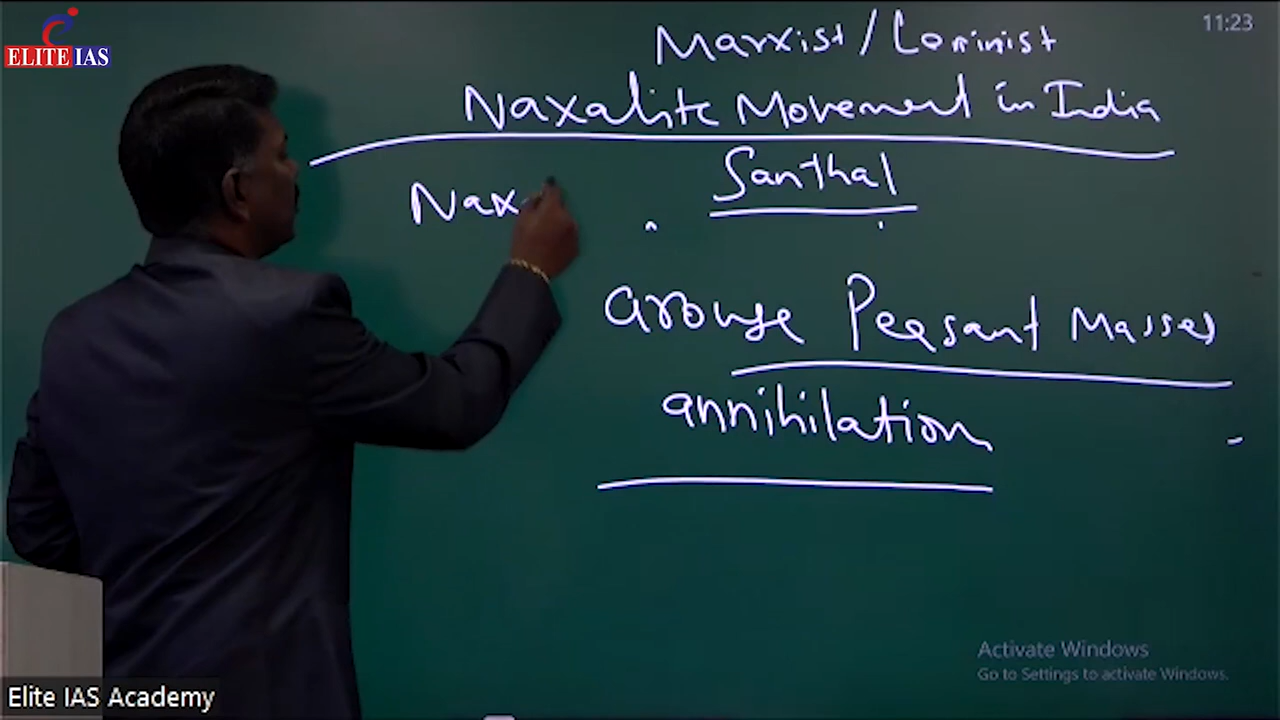 11:23
ELITE IAS
Marxist / Leninist
Naxalite Movement in India
Santhal
Nax
arouse Peasant Masses
annihilation
Activate Windows
Go to Settings to activate Windows.
Elite IAS Academy